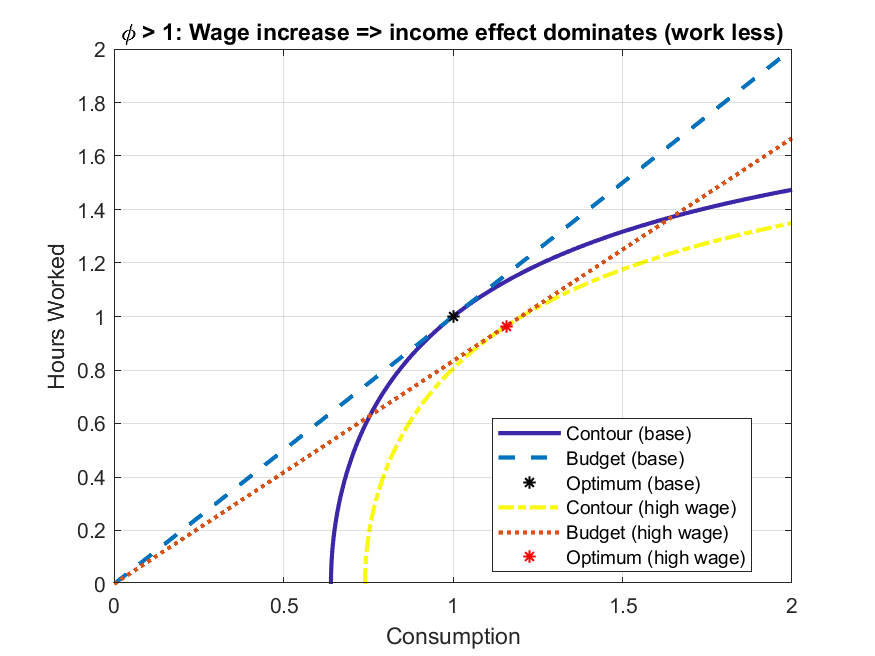 ϕ > 1: Wage increase => income effect dominates (work less)
2
1.8
1.6
1.4
1.2
1
0.8
0.6
0.4
0.2
0
Hours Worked
Contour (base)
Budget (base)
Optimum (base)
Contour (high wage)
Budget (high wage)
Optimum (high wage)
0 0.5 1 1.5 2
Consumption